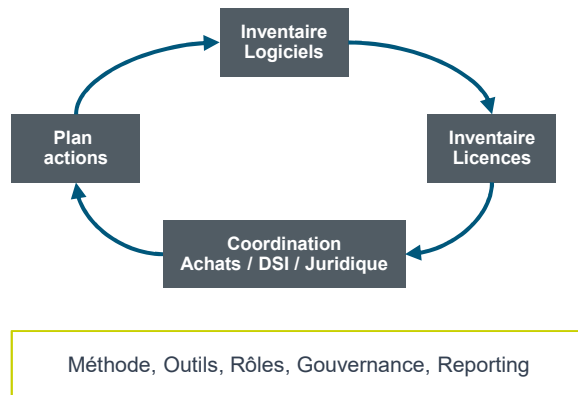 Inventaire
Logiciels
Plan
actions
Inventaire
Licences
Coordination
Achats / DSI / Juridique
Méthode, Outils, Rôles, Gouvernance, Reporting